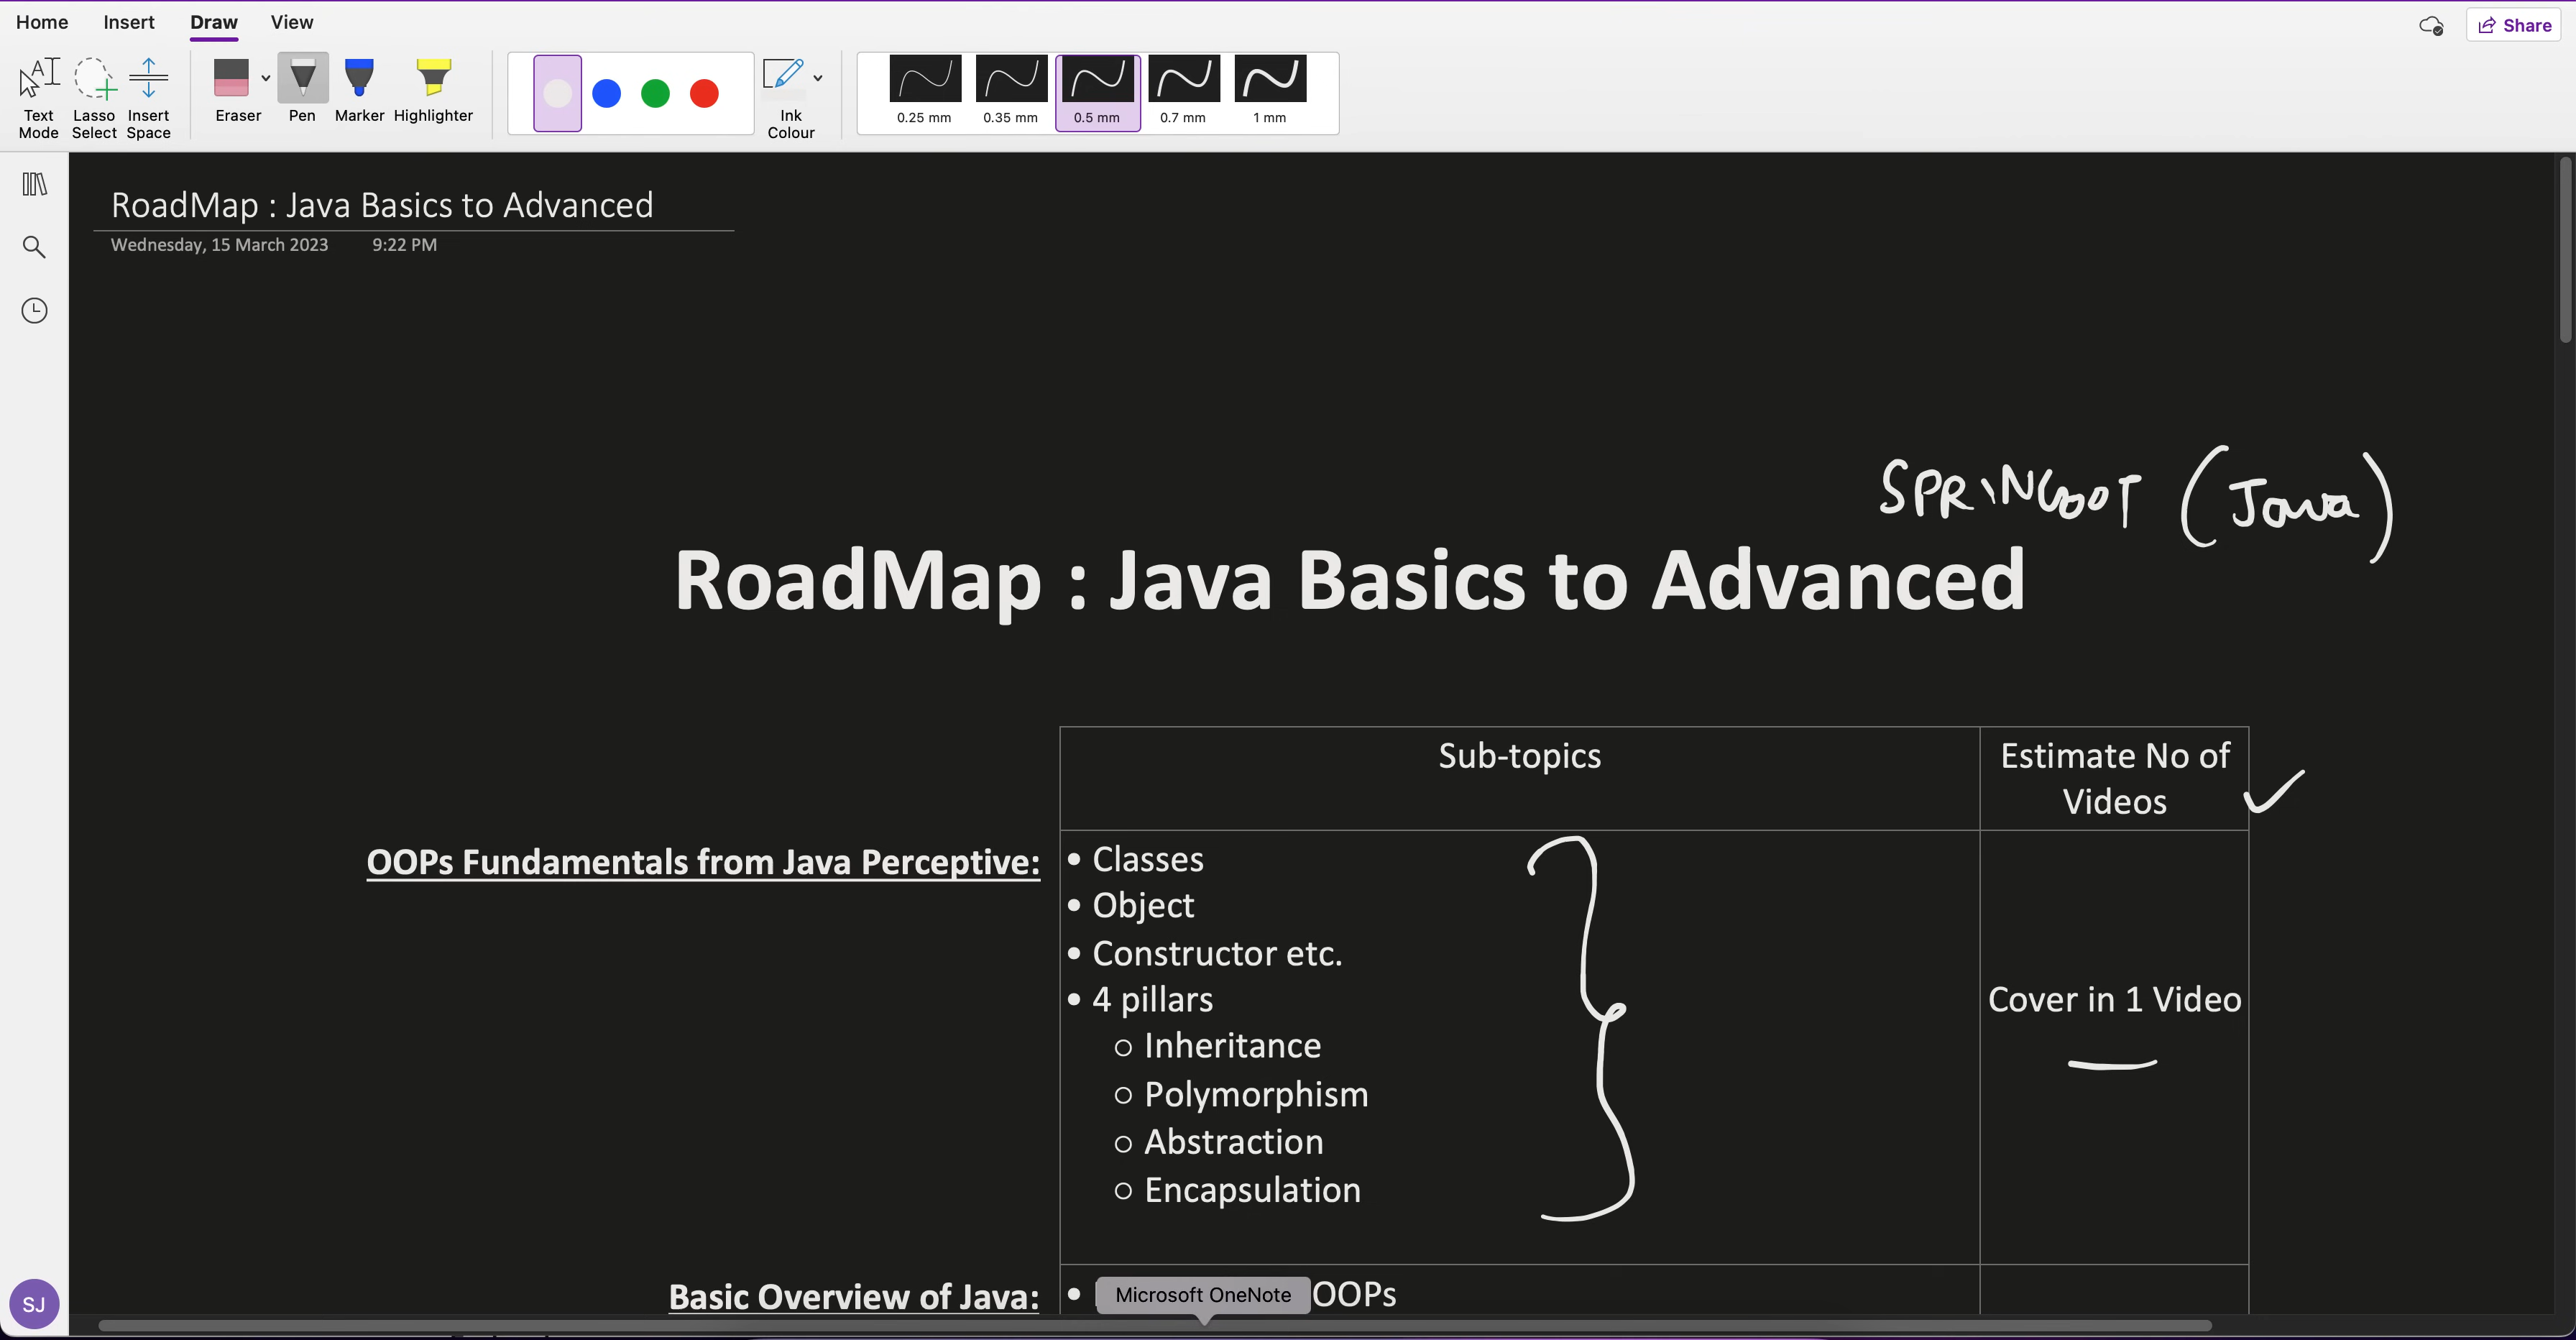 Home Insert Draw View
Share
Text Mode
Lasso Select
Insert Space
Eraser
Pen
Marker
Highlighter
Ink Colour
0.25 mm
0.35 mm
0.5 mm
0.7 mm
1 mm
RoadMap : Java Basics to Advanced
Wednesday, 15 March 2023 9:22 PM
(Java)
RoadMap : Java Basics to Advanced
Sub-topics
Estimate No of
Videos
OOPs Fundamentals from Java Perceptive:
• Classes
• Object
• Constructor etc.
• 4 pillars
Cover in 1 Video
○ Inheritance
○ Polymorphism
○ Abstraction
○ Encapsulation
Basic Overview of Java:
• OOPs
Microsoft OneNote
SJ